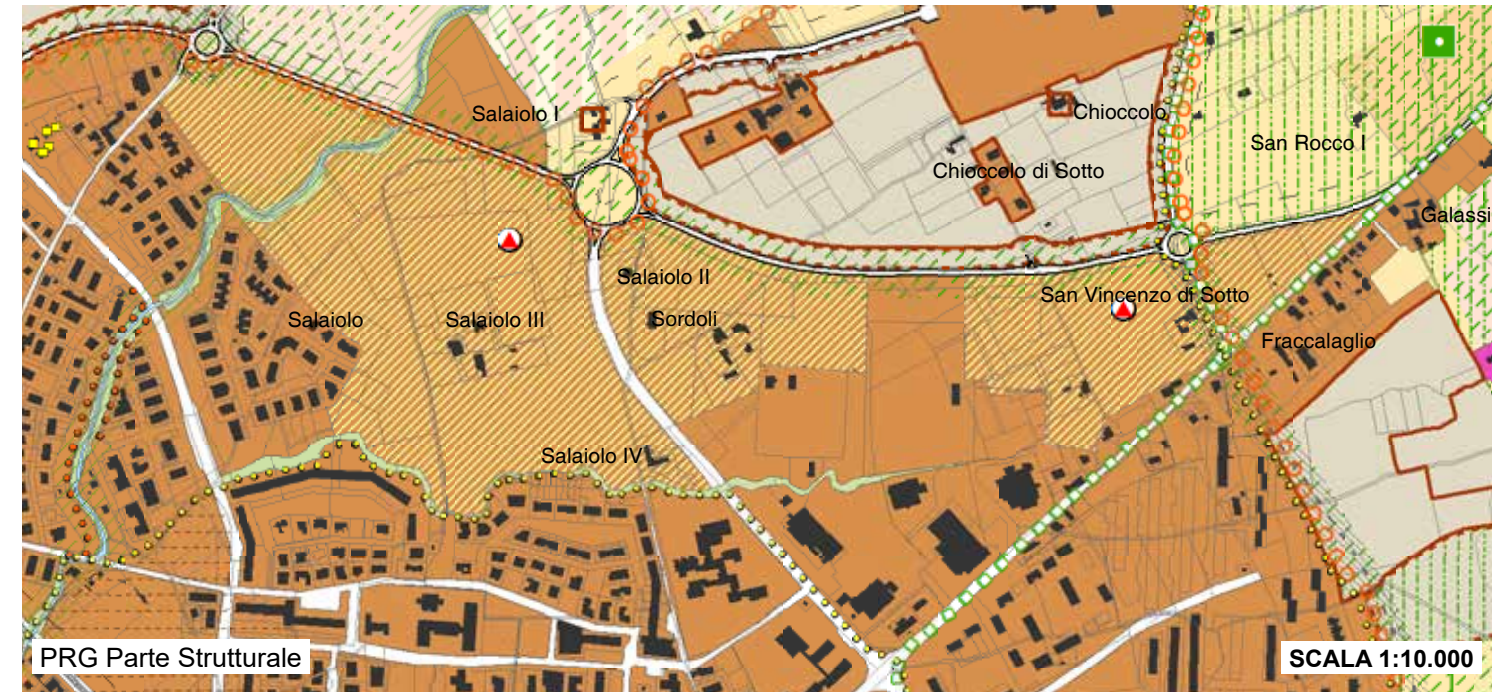 Salaiolo I
Chioccolo
San Rocco I
Chioccolo di Sotto
Galassi
Salaiolo II
San Vincenzo di Sotto
Salaiolo
Salaiolo III
Sordoli
Fraccalaglio
Salaiolo IV
PRG Parte Strutturale
SCALA 1:10.000